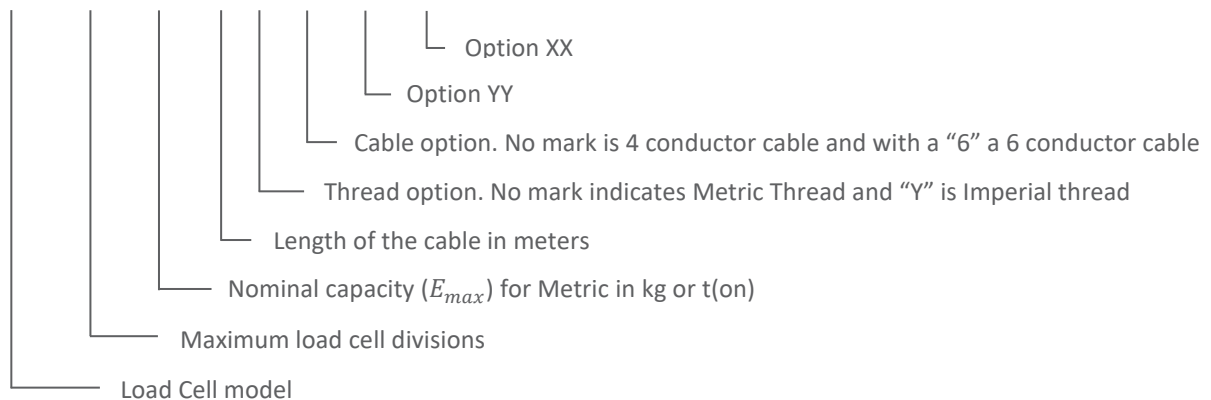 Option XX
Option YY
Cable option. No mark is 4 conductor cable and with a “6” a 6 conductor cable
Thread option. No mark indicates Metric Thread and “Y” is Imperial thread
Length of the cable in meters
Nominal capacity (E_max) for Metric in kg or t(on)
Maximum load cell divisions
Load Cell model